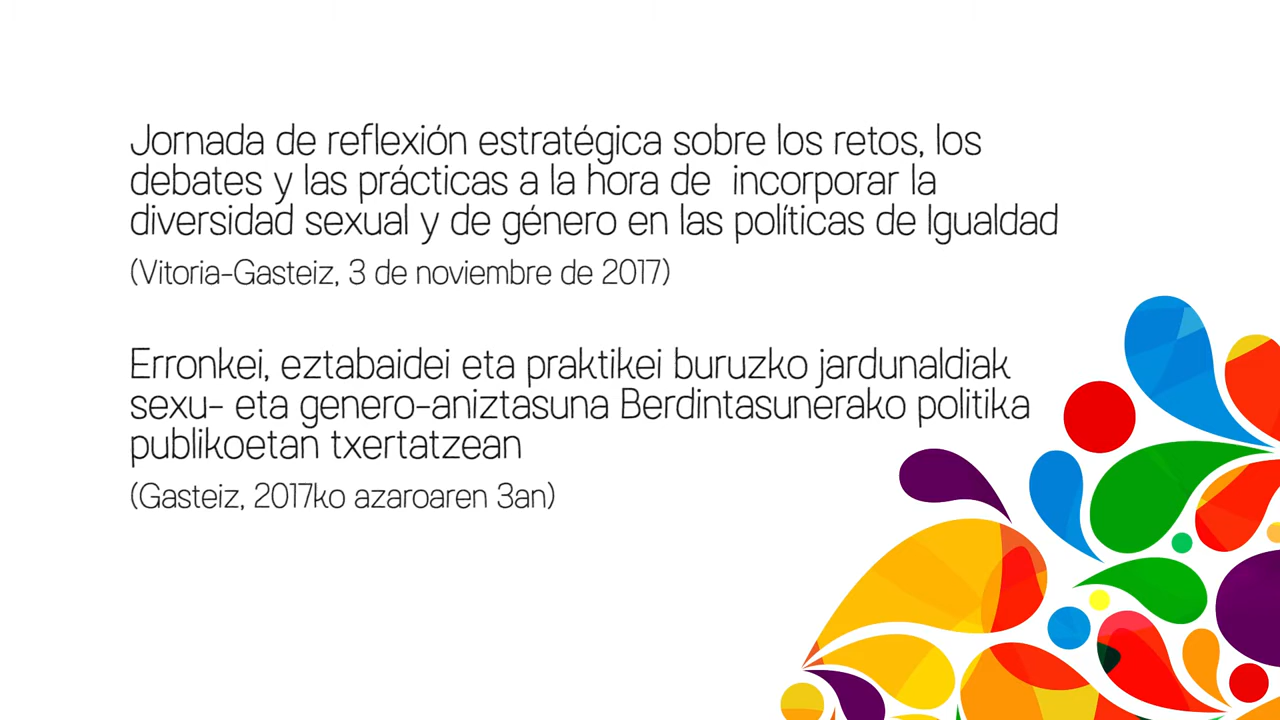 Jornada de reflexión estratégica sobre los retos, los
debates y las prácticas a la hora de incorporar la
diversidad sexual y de género en las políticas de Igualdad
(Vitoria-Gasteiz, 3 de noviembre de 2017)
Erronkei, eztabaidei eta praktikei buruzko jardunaldiak
sexu- eta genero-aniztasuna Berdintasunerako politika
publikoetan txertatzean
(Gasteiz, 2017ko azaroaren 3an)